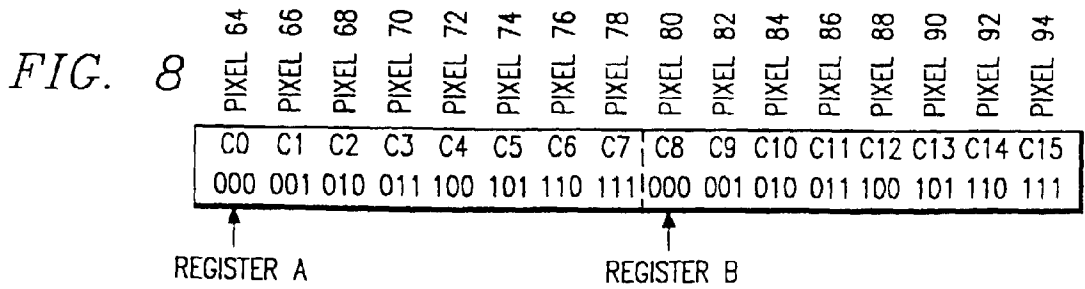 FIG. 8
PIXEL 64 PIXEL 66 PIXEL 68 PIXEL 70 PIXEL 72 PIXEL 74 PIXEL 76 PIXEL 78 PIXEL 80 PIXEL 82 PIXEL 84 PIXEL 86 PIXEL 88 PIXEL 90 PIXEL 92 PIXEL 94
C0 C1 C2 C3 C4 C5 C6 C7 C8 C9 C10 C11 C12 C13 C14 C15
000 001 010 011 100 101 110 111 000 001 010 011 100 101 110 111
REGISTER A REGISTER B